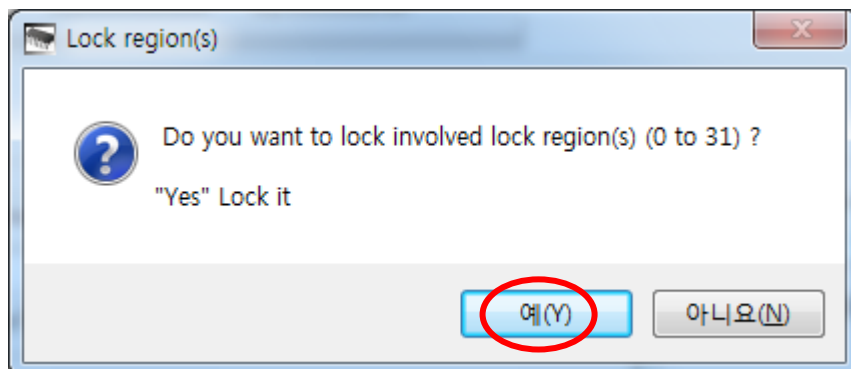 Lock region(s)
Do you want to lock involved lock region(s) (0 to 31) ?
"Yes" Lock it
예(Y)
아니요(N)